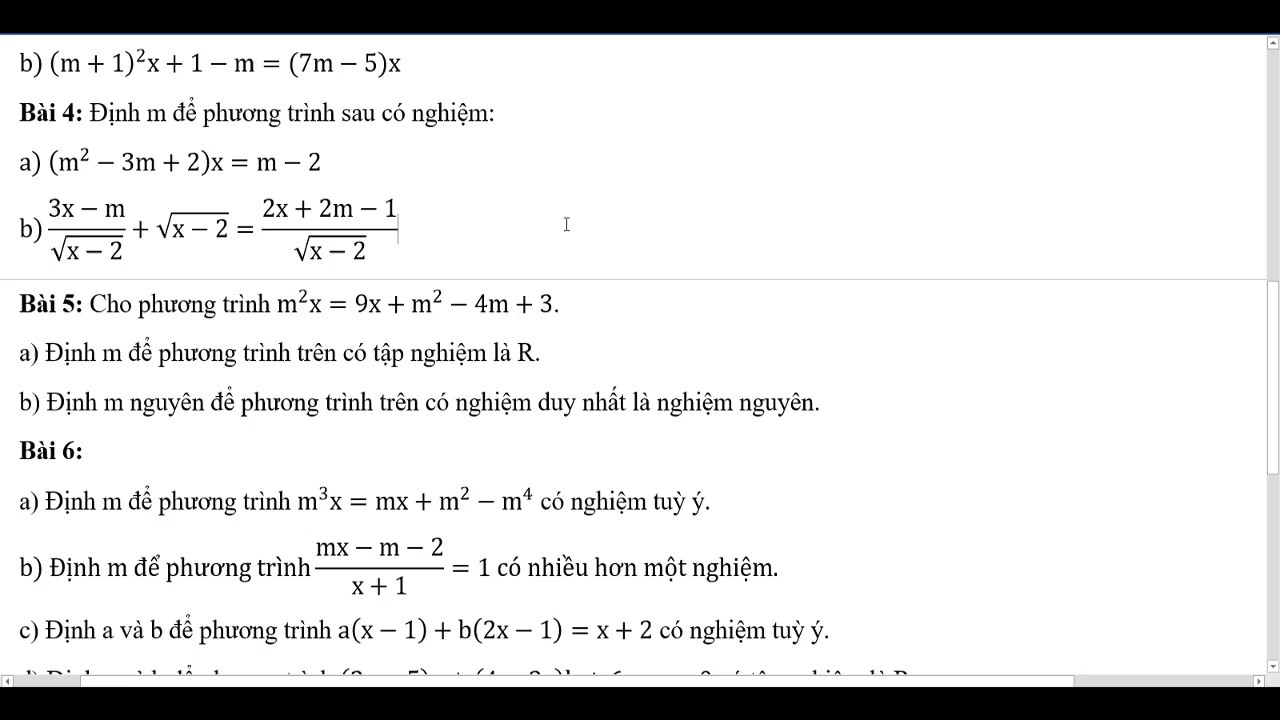 b) (m + 1)²x + 1 − m = (7m − 5)x
Bài 4: Định m để phương trình sau có nghiệm:
a) (m² − 3m + 2)x = m − 2
b) (3x − m)/√(x − 2) + √(x − 2) = (2x + 2m − 1)/√(x − 2)
Bài 5: Cho phương trình m²x = 9x + m² − 4m + 3.
a) Định m để phương trình trên có tập nghiệm là R.
b) Định m nguyên để phương trình trên có nghiệm duy nhất là nghiệm nguyên.
Bài 6:
a) Định m để phương trình m³x = mx + m² − m⁴ có nghiệm tuỳ ý.
b) Định m để phương trình (mx − m − 2)/(x + 1) = 1 có nhiều hơn một nghiệm.
c) Định a và b để phương trình a(x − 1) + b(2x − 1) = x + 2 có nghiệm tuỳ ý.